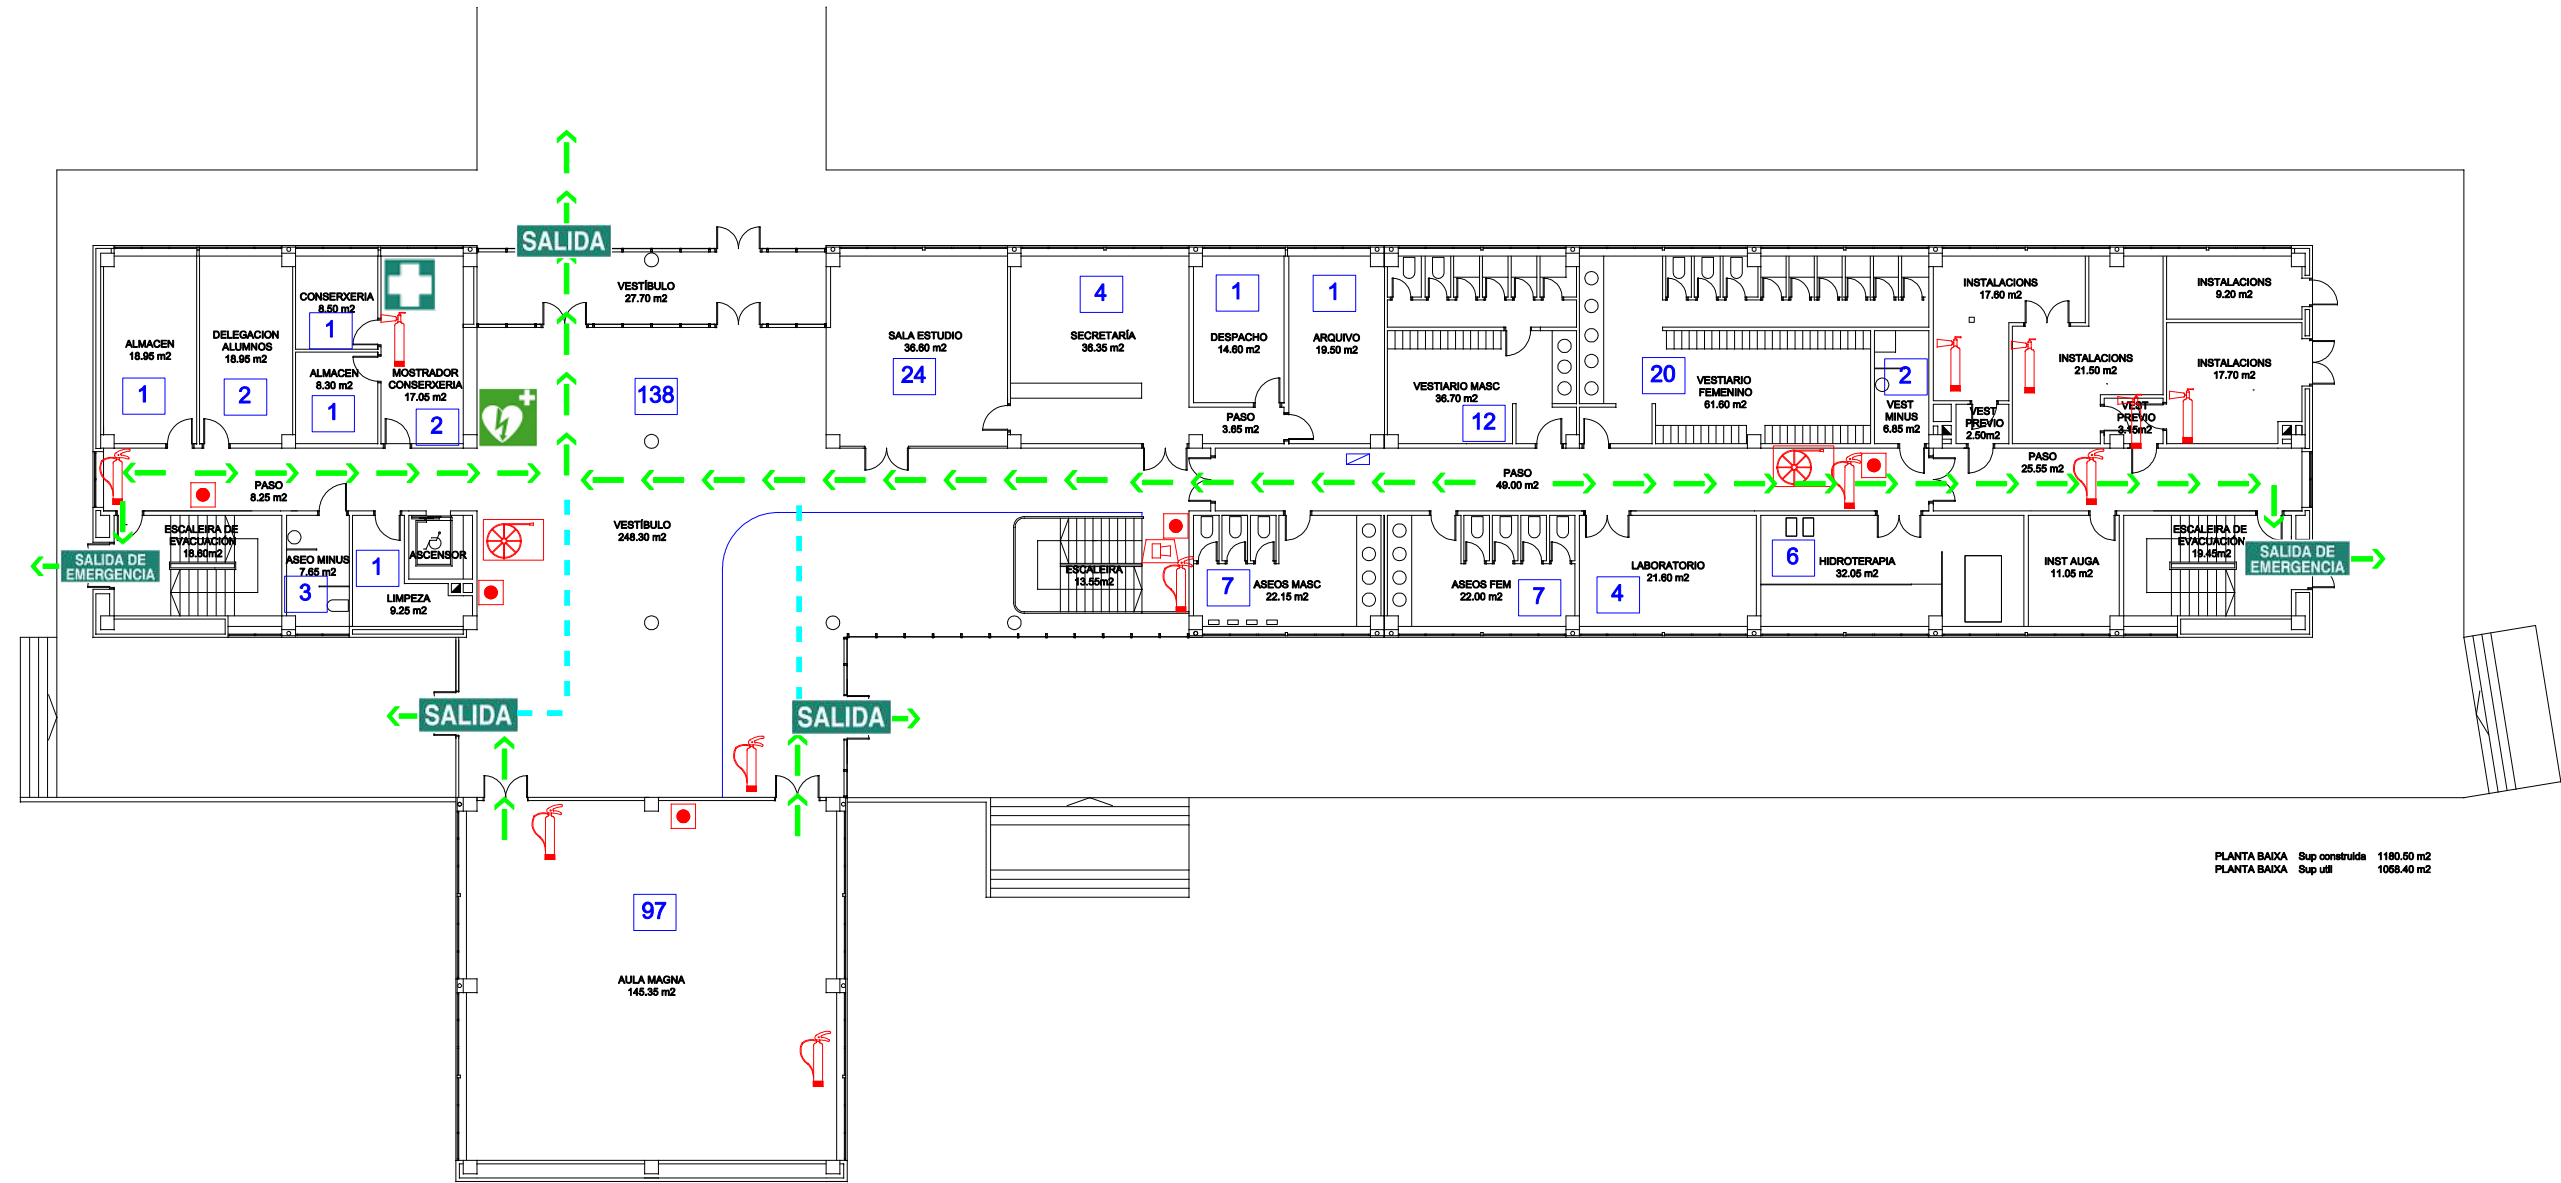 SALIDA
VESTÍBULO
27.70 m2
CONSERXERIA
8.50 m2
1
ALMACEN
18.95 m2
1
DELEGACION
ALUMNOS
18.95 m2
2
ALMACEN
8.30 m2
1
MOSTRADOR
CONSERXERIA
17.05 m2
2
138
SALA ESTUDIO
36.60 m2
24
4
SECRETARÍA
36.35 m2
1
DESPACHO
14.60 m2
1
ARQUIVO
19.50 m2
PASO
3.65 m2
VESTIARIO MASC
36.70 m2
12
20
VESTIARIO
FEMENINO
61.60 m2
2
VEST
MINUS
6.85 m2
INSTALACIONS
17.60 m2
VEST
PREVIO
2.50m2
INSTALACIONS
21.50 m2
VEST
PREVIO
3.15m2
INSTALACIONS
9.20 m2
INSTALACIONS
17.70 m2
PASO
8.25 m2
PASO
49.00 m2
PASO
25.55 m2
SALIDA DE
EMERGENCIA
ESCALEIRA DE
EVACUACIÓN
18.60m2
ASEO MINUS
7.65 m2
3
1
LIMPEZA
9.25 m2
ASCENSOR
VESTÍBULO
248.30 m2
ESCALEIRA
13.55m2
7
ASEOS MASC
22.15 m2
ASEOS FEM
22.00 m2
7
LABORATORIO
21.60 m2
4
6
HIDROTERAPIA
32.05 m2
INST AUGA
11.05 m2
ESCALEIRA DE
EVACUACIÓN
19.45m2
SALIDA DE
EMERGENCIA
SALIDA
SALIDA
97
AULA MAGNA
145.35 m2
PLANTA BAIXA Sup construida 1180.50 m2
PLANTA BAIXA Sup util 1058.40 m2